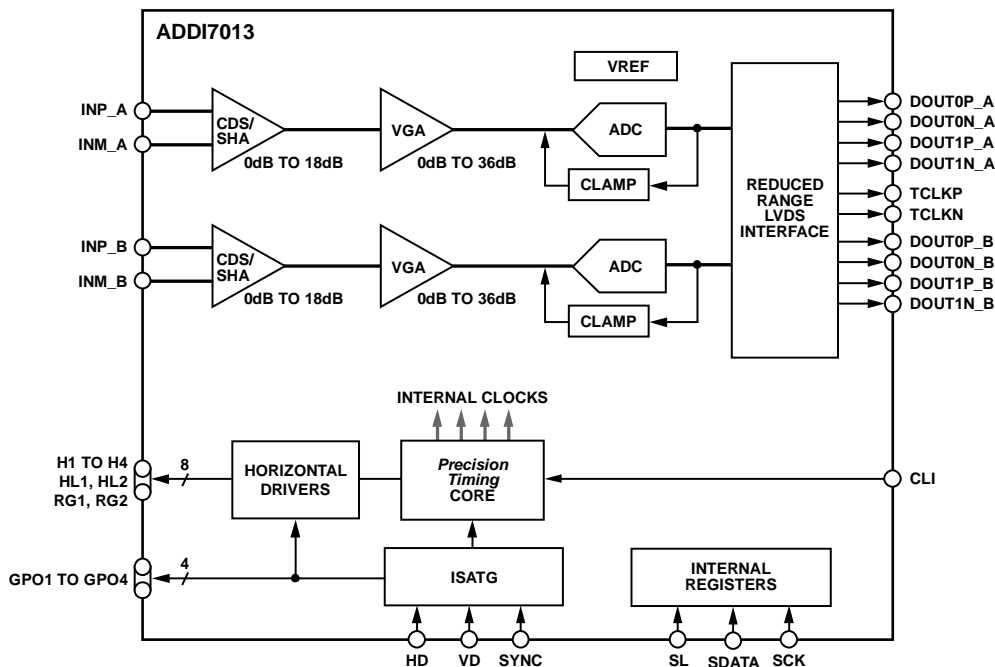 ADDI7013
VREF
INP_A
INM_A
CDS/
SHA
0dB TO 18dB
VGA
0dB TO 36dB
ADC
CLAMP
INP_B
INM_B
CDS/
SHA
0dB TO 18dB
VGA
0dB TO 36dB
ADC
CLAMP
REDUCED
RANGE
LVDS
INTERFACE
DOUT0P_A
DOUT0N_A
DOUT1P_A
DOUT1N_A
TCLKP
TCLKN
DOUT0P_B
DOUT0N_B
DOUT1P_B
DOUT1N_B
INTERNAL CLOCKS
H1 TO H4
HL1, HL2
RG1, RG2
8
HORIZONTAL
DRIVERS
Precision
Timing
CORE
CLI
GPO1 TO GPO4
4
ISATG
INTERNAL
REGISTERS
HD
VD
SYNC
SL
SDATA
SCK